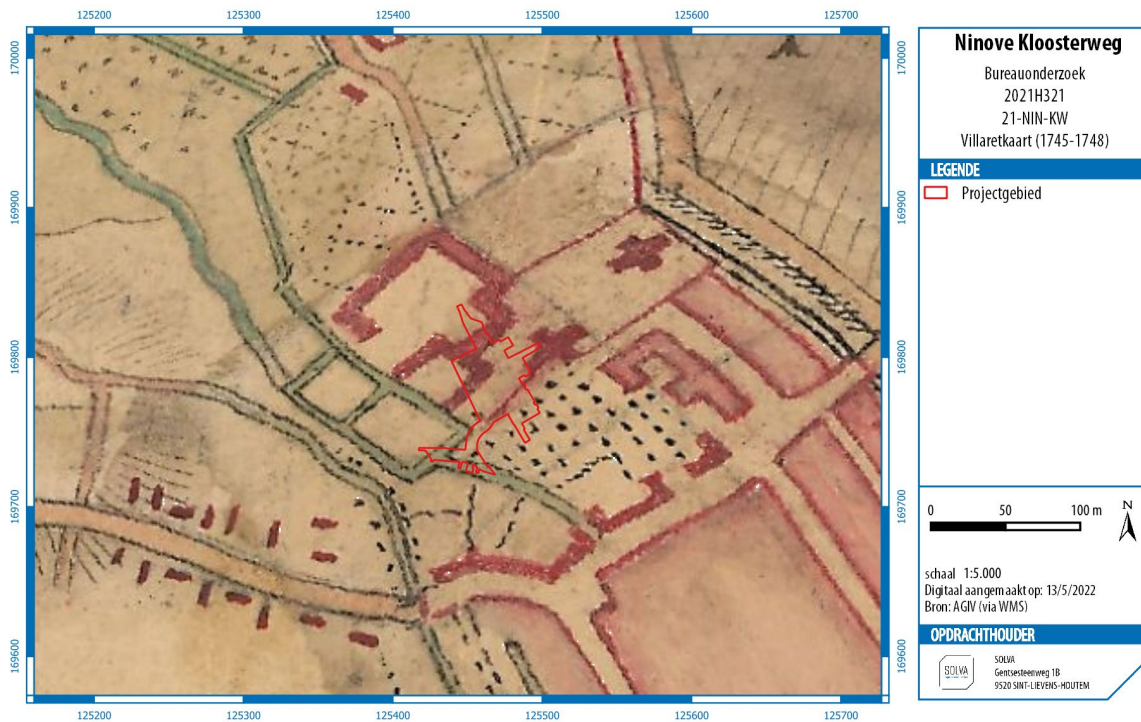 125200 125300 125400 125500 125600 125700
170000 170000
169900 169900
169800 169800
169700 169700
169600 169600
125200 125300 125400 125500 125600 125700
Ninove Kloosterweg
Bureauonderzoek
2021H321
21-NIN-KW
Villaretkaart (1745-1748)
LEGENDE
Projectgebied
0 50 100 m
N
schaal 1:5.000
Digitaal aangemaakt op: 13/5/2022
Bron: AGIV (via WMS)
OPDRACHTHOUDER
SOLVA
SOLVA
Gentsesteenweg 1B
9520 SINT-LIEVENS-HOUTEM